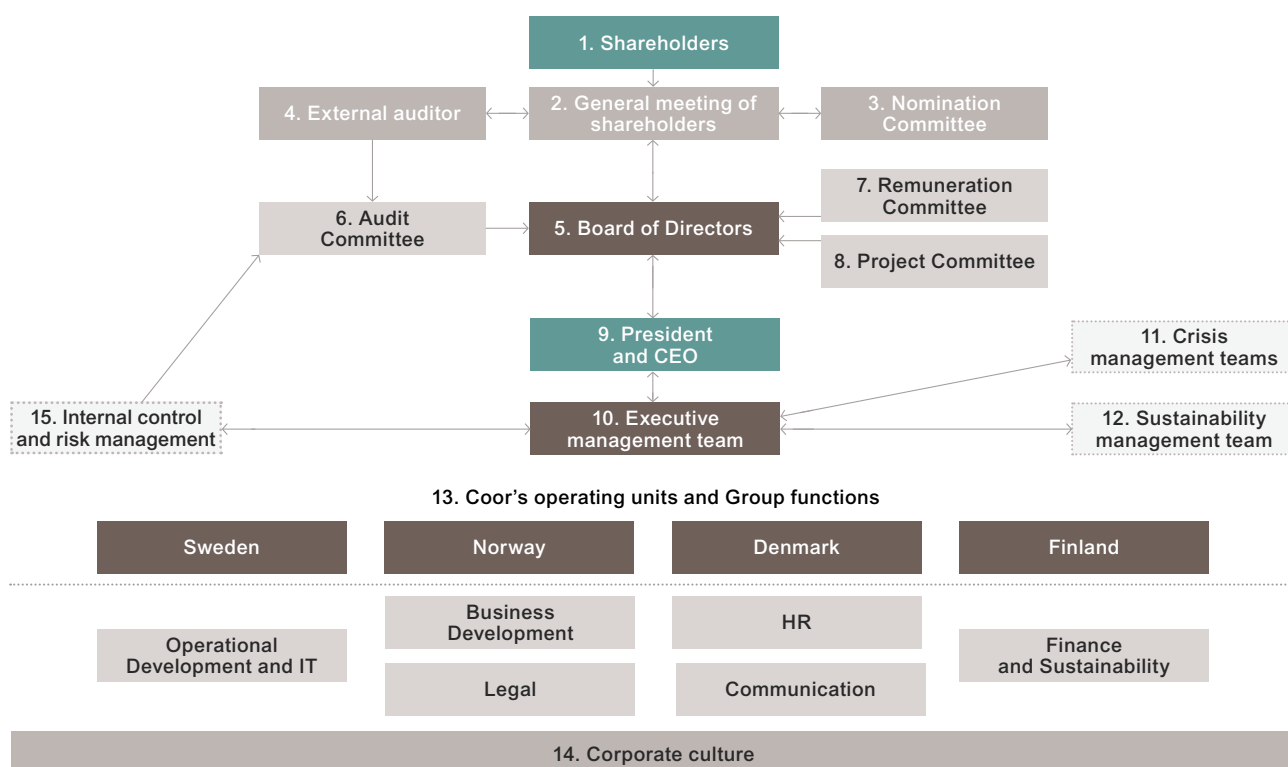 1. Shareholders
4. External auditor
2. General meeting of
shareholders
3. Nomination
Committee
7. Remuneration
Committee
6. Audit
Committee
5. Board of Directors
8. Project Committee
9. President
and CEO
11. Crisis
management teams
15. Internal control
and risk management
10. Executive
management team
12. Sustainability
management team
13. Coor’s operating units and Group functions
Sweden
Norway
Denmark
Finland
Operational
Development and IT
Business
Development
HR
Finance
and Sustainability
Legal
Communication
14. Corporate culture